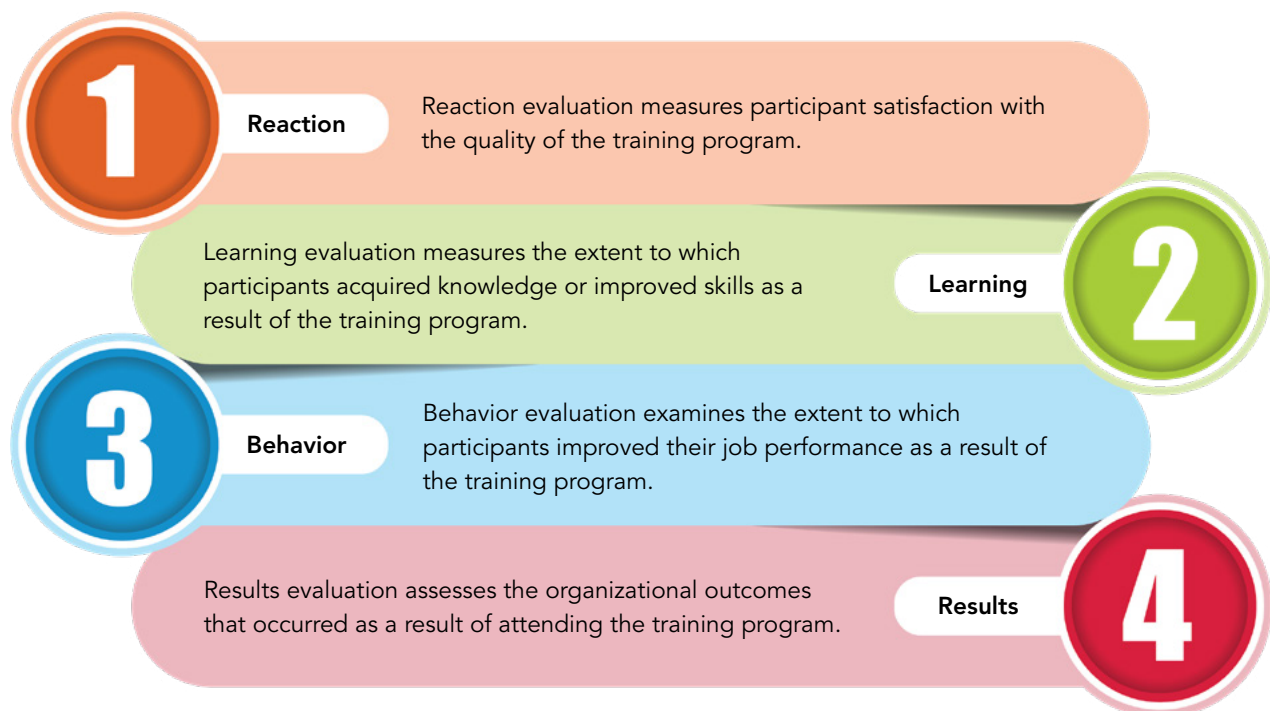 1
Reaction
Reaction evaluation measures participant satisfaction with
the quality of the training program.
Learning evaluation measures the extent to which
participants acquired knowledge or improved skills as a
result of the training program.
Learning
2
3
Behavior
Behavior evaluation examines the extent to which
participants improved their job performance as a result of
the training program.
Results evaluation assesses the organizational outcomes
that occurred as a result of attending the training program.
Results
4